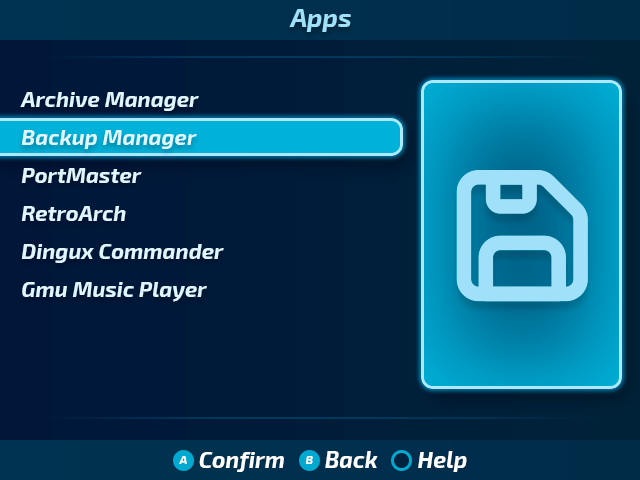 Apps
Archive Manager
Backup Manager
PortMaster
RetroArch
Dingux Commander
Gmu Music Player
A Confirm B Back Help